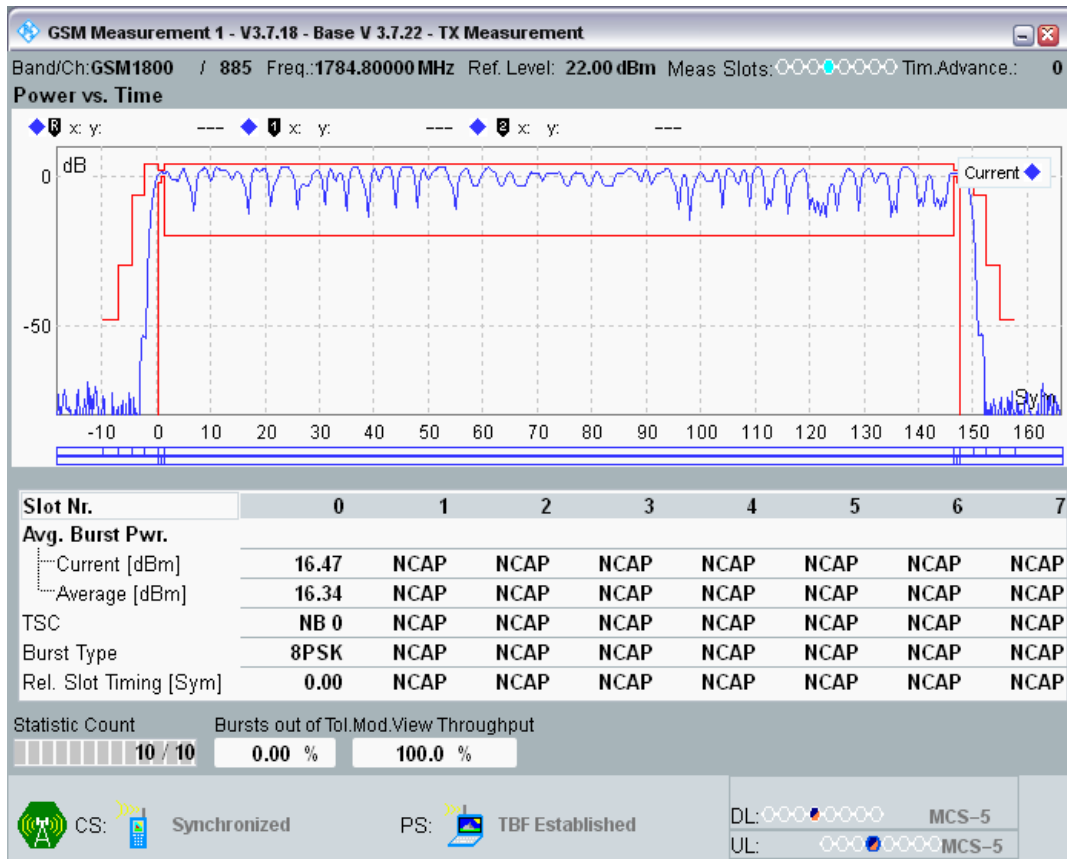 GSM Measurement 1 - V3.7.18 - Base V 3.7.22 - TX Measurement
Band/Ch:GSM1800 / 885 Freq.:1784.80000 MHz Ref. Level: 22.00 dBm Meas Slots: Tim.Advance.: 0
Power vs. Time
R x: y: --- 1 x: y: --- 2 x: y: ---
dB
Current
0
-50
Sym
-10 0 10 20 30 40 50 60 70 80 90 100 110 120 130 140 150 160
Slot Nr. 0 1 2 3 4 5 6 7
Avg. Burst Pwr.
Current [dBm] 16.47 NCAP NCAP NCAP NCAP NCAP NCAP NCAP
Average [dBm] 16.34 NCAP NCAP NCAP NCAP NCAP NCAP NCAP
TSC NB 0 NCAP NCAP NCAP NCAP NCAP NCAP NCAP
Burst Type 8PSK NCAP NCAP NCAP NCAP NCAP NCAP NCAP
Rel. Slot Timing [Sym] 0.00 NCAP NCAP NCAP NCAP NCAP NCAP NCAP
Statistic Count Bursts out of Tol.Mod.View Throughput
10 / 10 0.00 % 100.0 %
CS: Synchronized PS: TBF Established DL: MCS-5
UL: MCS-5